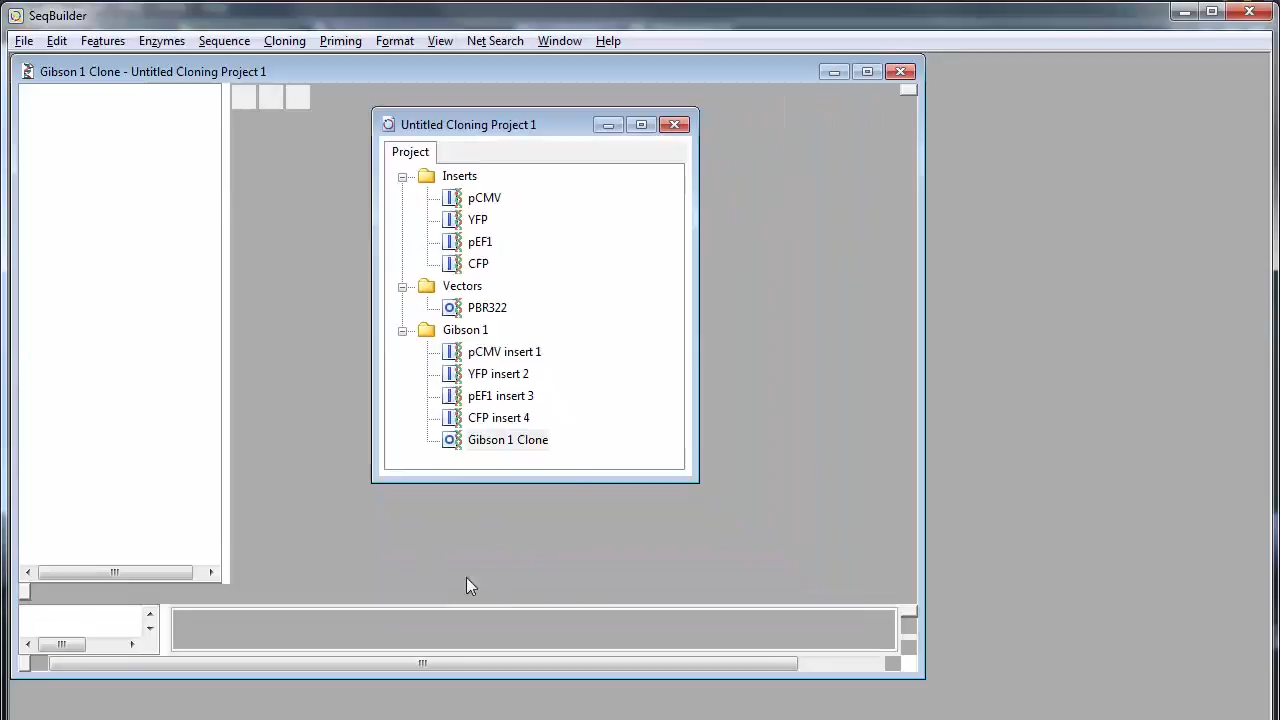 SeqBuilder
File Edit Features Enzymes Sequence Cloning Priming Format View Net Search Window Help
Gibson 1 Clone - Untitled Cloning Project 1
Untitled Cloning Project 1
Project
Inserts
pCMV
YFP
pEF1
CFP
Vectors
PBR322
Gibson 1
pCMV insert 1
YFP insert 2
pEF1 insert 3
CFP insert 4
Gibson 1 Clone